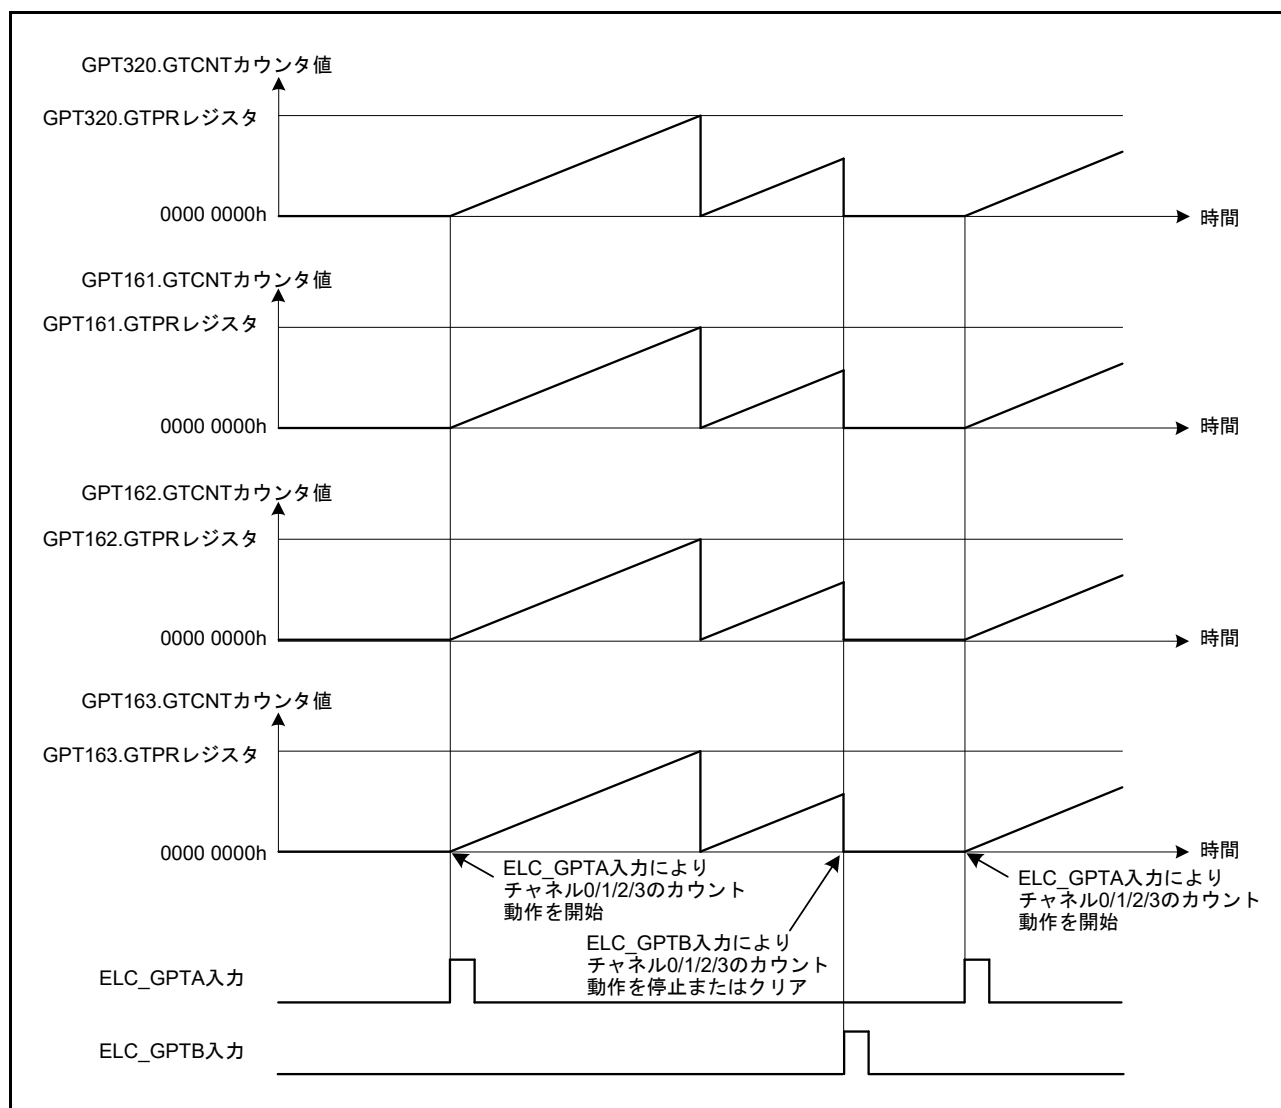 GPT320.GTCNTカウンタ値
GPT320.GTPRレジスタ
0000 0000h
時間
GPT161.GTCNTカウンタ値
GPT161.GTPRレジスタ
0000 0000h
時間
GPT162.GTCNTカウンタ値
GPT162.GTPRレジスタ
0000 0000h
時間
GPT163.GTCNTカウンタ値
GPT163.GTPRレジスタ
0000 0000h
時間
ELC_GPTA入力により
チャネル0/1/2/3のカウント
動作を開始
ELC_GPTB入力により
チャネル0/1/2/3のカウント
動作を停止またはクリア
ELC_GPTA入力により
チャネル0/1/2/3のカウント
動作を開始
ELC_GPTA入力
ELC_GPTB入力